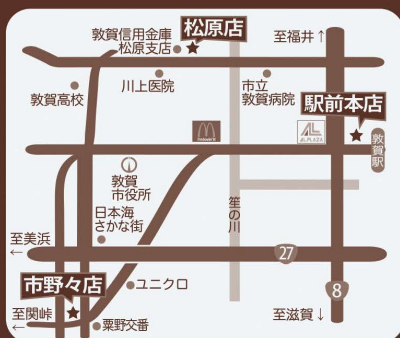 敦賀信用金庫
松原支店
松原店
至福井↑
川上医院
敦賀高校
市立
敦賀病院
駅前本店
AL PLAZA
敦賀駅
敦賀
市役所
笙の川
日本海
さかな街
至美浜
←
27
市野々店
ユニクロ
8
至関峠
←
粟野交番
至滋賀↓